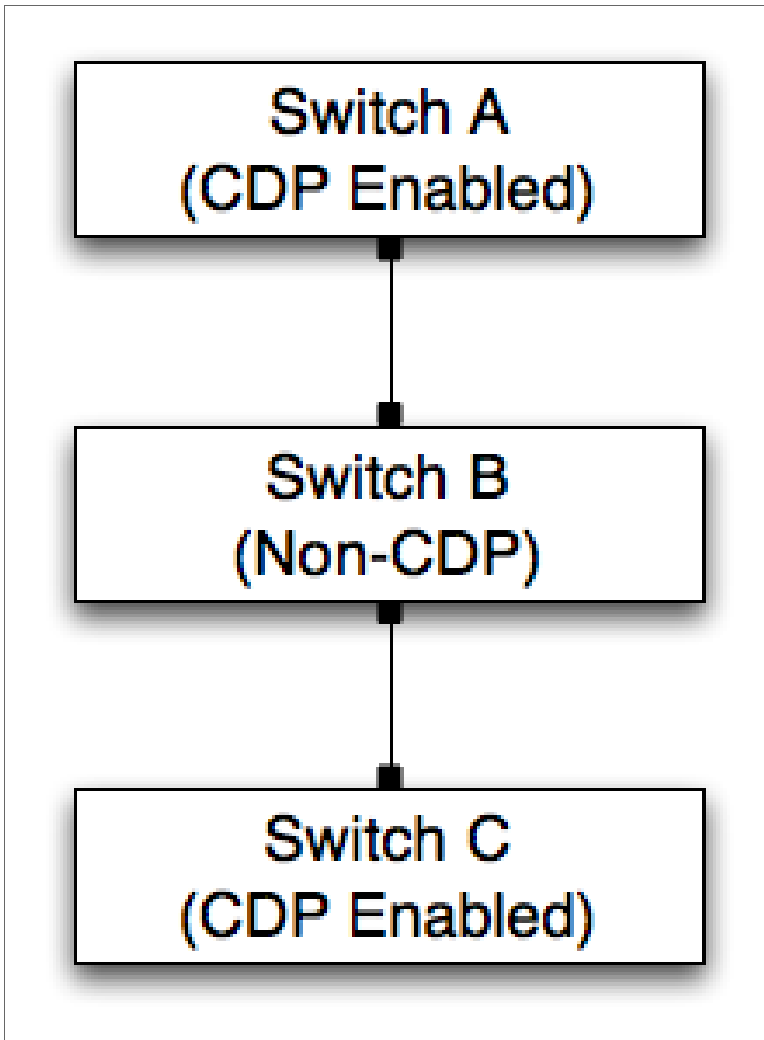 Switch A
(CDP Enabled)
Switch B
(Non-CDP)
Switch C
(CDP Enabled)